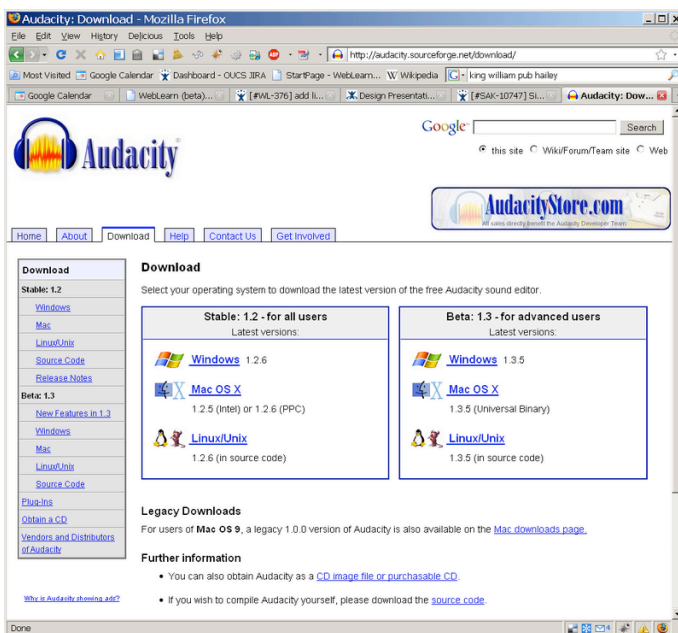 Audacity: Download - Mozilla Firefox
File Edit View History Delicious Tools Help
http://audacity.sourceforge.net/download/
Most Visited Google Calendar Dashboard - OUCS JIRA StartPage - WebLearn... Wikipedia king william pub hailey
Google Calendar WebLearn (beta)... [#WL-376] add li... Design Presentati... [#SAK-10747] Si... Audacity: Dow...
Audacity
Google Search
this site Wiki/Forum/Team site Web
AudacityStore.com
All sales directly benefit the Audacity Developer Team
Home About Download Help Contact Us Get Involved
Download
Stable: 1.2
Windows
Mac
Linux/Unix
Source Code
Release Notes
Beta: 1.3
New Features in 1.3
Windows
Mac
Linux/Unix
Source Code
Plug-Ins
Obtain a CD
Vendors and Distributors
of Audacity
Why is Audacity showing ads?
Download
Select your operating system to download the latest version of the free Audacity sound editor.
Stable: 1.2 - for all users
Latest versions:
Windows 1.2.6
Mac OS X
1.2.5 (Intel) or 1.2.6 (PPC)
Linux/Unix
1.2.6 (in source code)
Beta: 1.3 - for advanced users
Latest versions:
Windows 1.3.5
Mac OS X
1.3.5 (Universal Binary)
Linux/Unix
1.3.5 (in source code)
Legacy Downloads
For users of Mac OS 9, a legacy 1.0.0 version of Audacity is also available on the Mac downloads page.
Further information
• You can also obtain Audacity as a CD image file or purchasable CD.
• If you wish to compile Audacity yourself, please download the source code.
Done